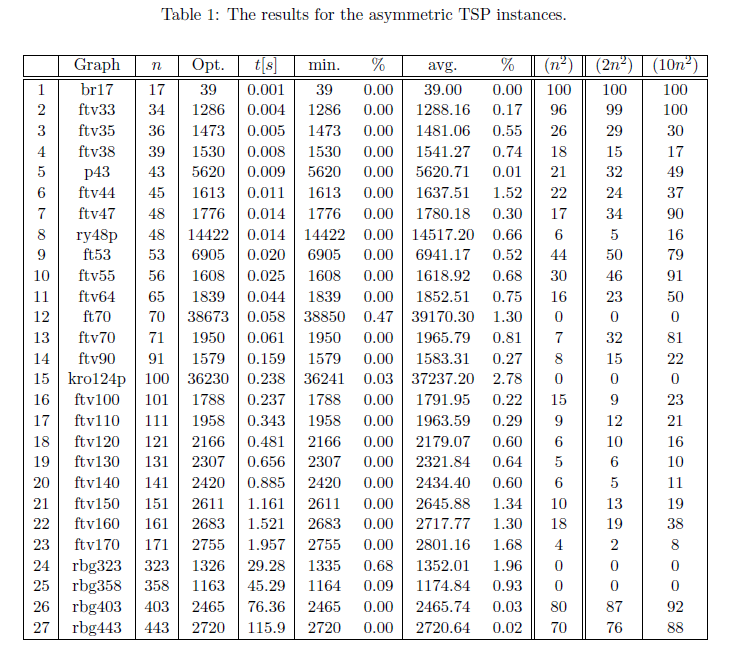 Table 1: The results for the asymmetric TSP instances.
Graph n Opt. t[s] min. % avg. % (n²) (2n²) (10n²)
1 br17 17 39 0.001 39 0.00 39.00 0.00 100 100 100
2 ftv33 34 1286 0.004 1286 0.00 1288.16 0.17 96 99 100
3 ftv35 36 1473 0.005 1473 0.00 1481.06 0.55 26 29 30
4 ftv38 39 1530 0.008 1530 0.00 1541.27 0.74 18 15 17
5 p43 43 5620 0.009 5620 0.00 5620.71 0.01 21 32 49
6 ftv44 45 1613 0.011 1613 0.00 1637.51 1.52 22 24 37
7 ftv47 48 1776 0.014 1776 0.00 1780.18 0.30 17 34 90
8 ry48p 48 14422 0.014 14422 0.00 14517.20 0.66 6 5 16
9 ft53 53 6905 0.020 6905 0.00 6941.17 0.52 44 50 79
10 ftv55 56 1608 0.025 1608 0.00 1618.92 0.68 30 46 91
11 ftv64 65 1839 0.044 1839 0.00 1852.51 0.75 16 23 50
12 ft70 70 38673 0.058 38850 0.47 39170.30 1.30 0 0 0
13 ftv70 71 1950 0.061 1950 0.00 1965.79 0.81 7 32 81
14 ftv90 91 1579 0.159 1579 0.00 1583.31 0.27 8 15 22
15 kro124p 100 36230 0.238 36241 0.03 37237.20 2.78 0 0 0
16 ftv100 101 1788 0.237 1788 0.00 1791.95 0.22 15 9 23
17 ftv110 111 1958 0.343 1958 0.00 1963.59 0.29 9 12 21
18 ftv120 121 2166 0.481 2166 0.00 2179.07 0.60 6 10 16
19 ftv130 131 2307 0.656 2307 0.00 2321.84 0.64 5 6 10
20 ftv140 141 2420 0.885 2420 0.00 2434.40 0.60 6 5 11
21 ftv150 151 2611 1.161 2611 0.00 2645.88 1.34 10 13 19
22 ftv160 161 2683 1.521 2683 0.00 2717.77 1.30 18 19 38
23 ftv170 171 2755 1.957 2755 0.00 2801.16 1.68 4 2 8
24 rbg323 323 1326 29.28 1335 0.68 1352.01 1.96 0 0 0
25 rbg358 358 1163 45.29 1164 0.09 1174.84 0.93 0 0 0
26 rbg403 403 2465 76.36 2465 0.00 2465.74 0.03 80 87 92
27 rbg443 443 2720 115.9 2720 0.00 2720.64 0.02 70 76 88